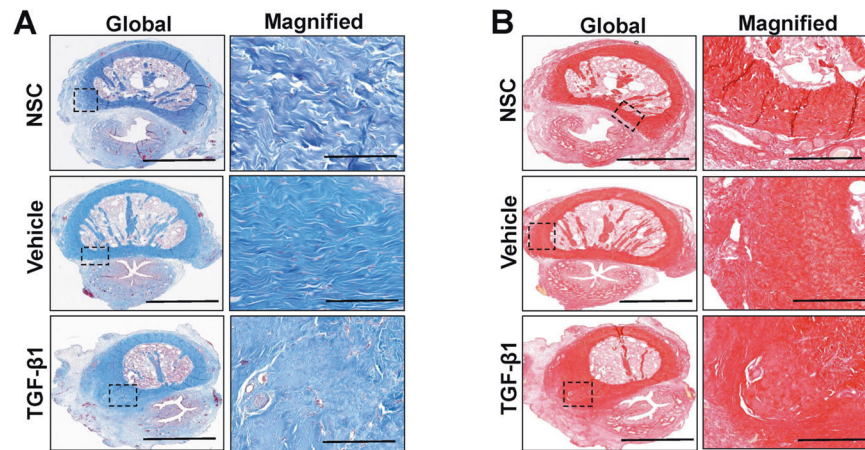 A
Global
Magnified
NSC
Vehicle
TGF-β1
B
Global
Magnified
NSC
Vehicle
TGF-β1